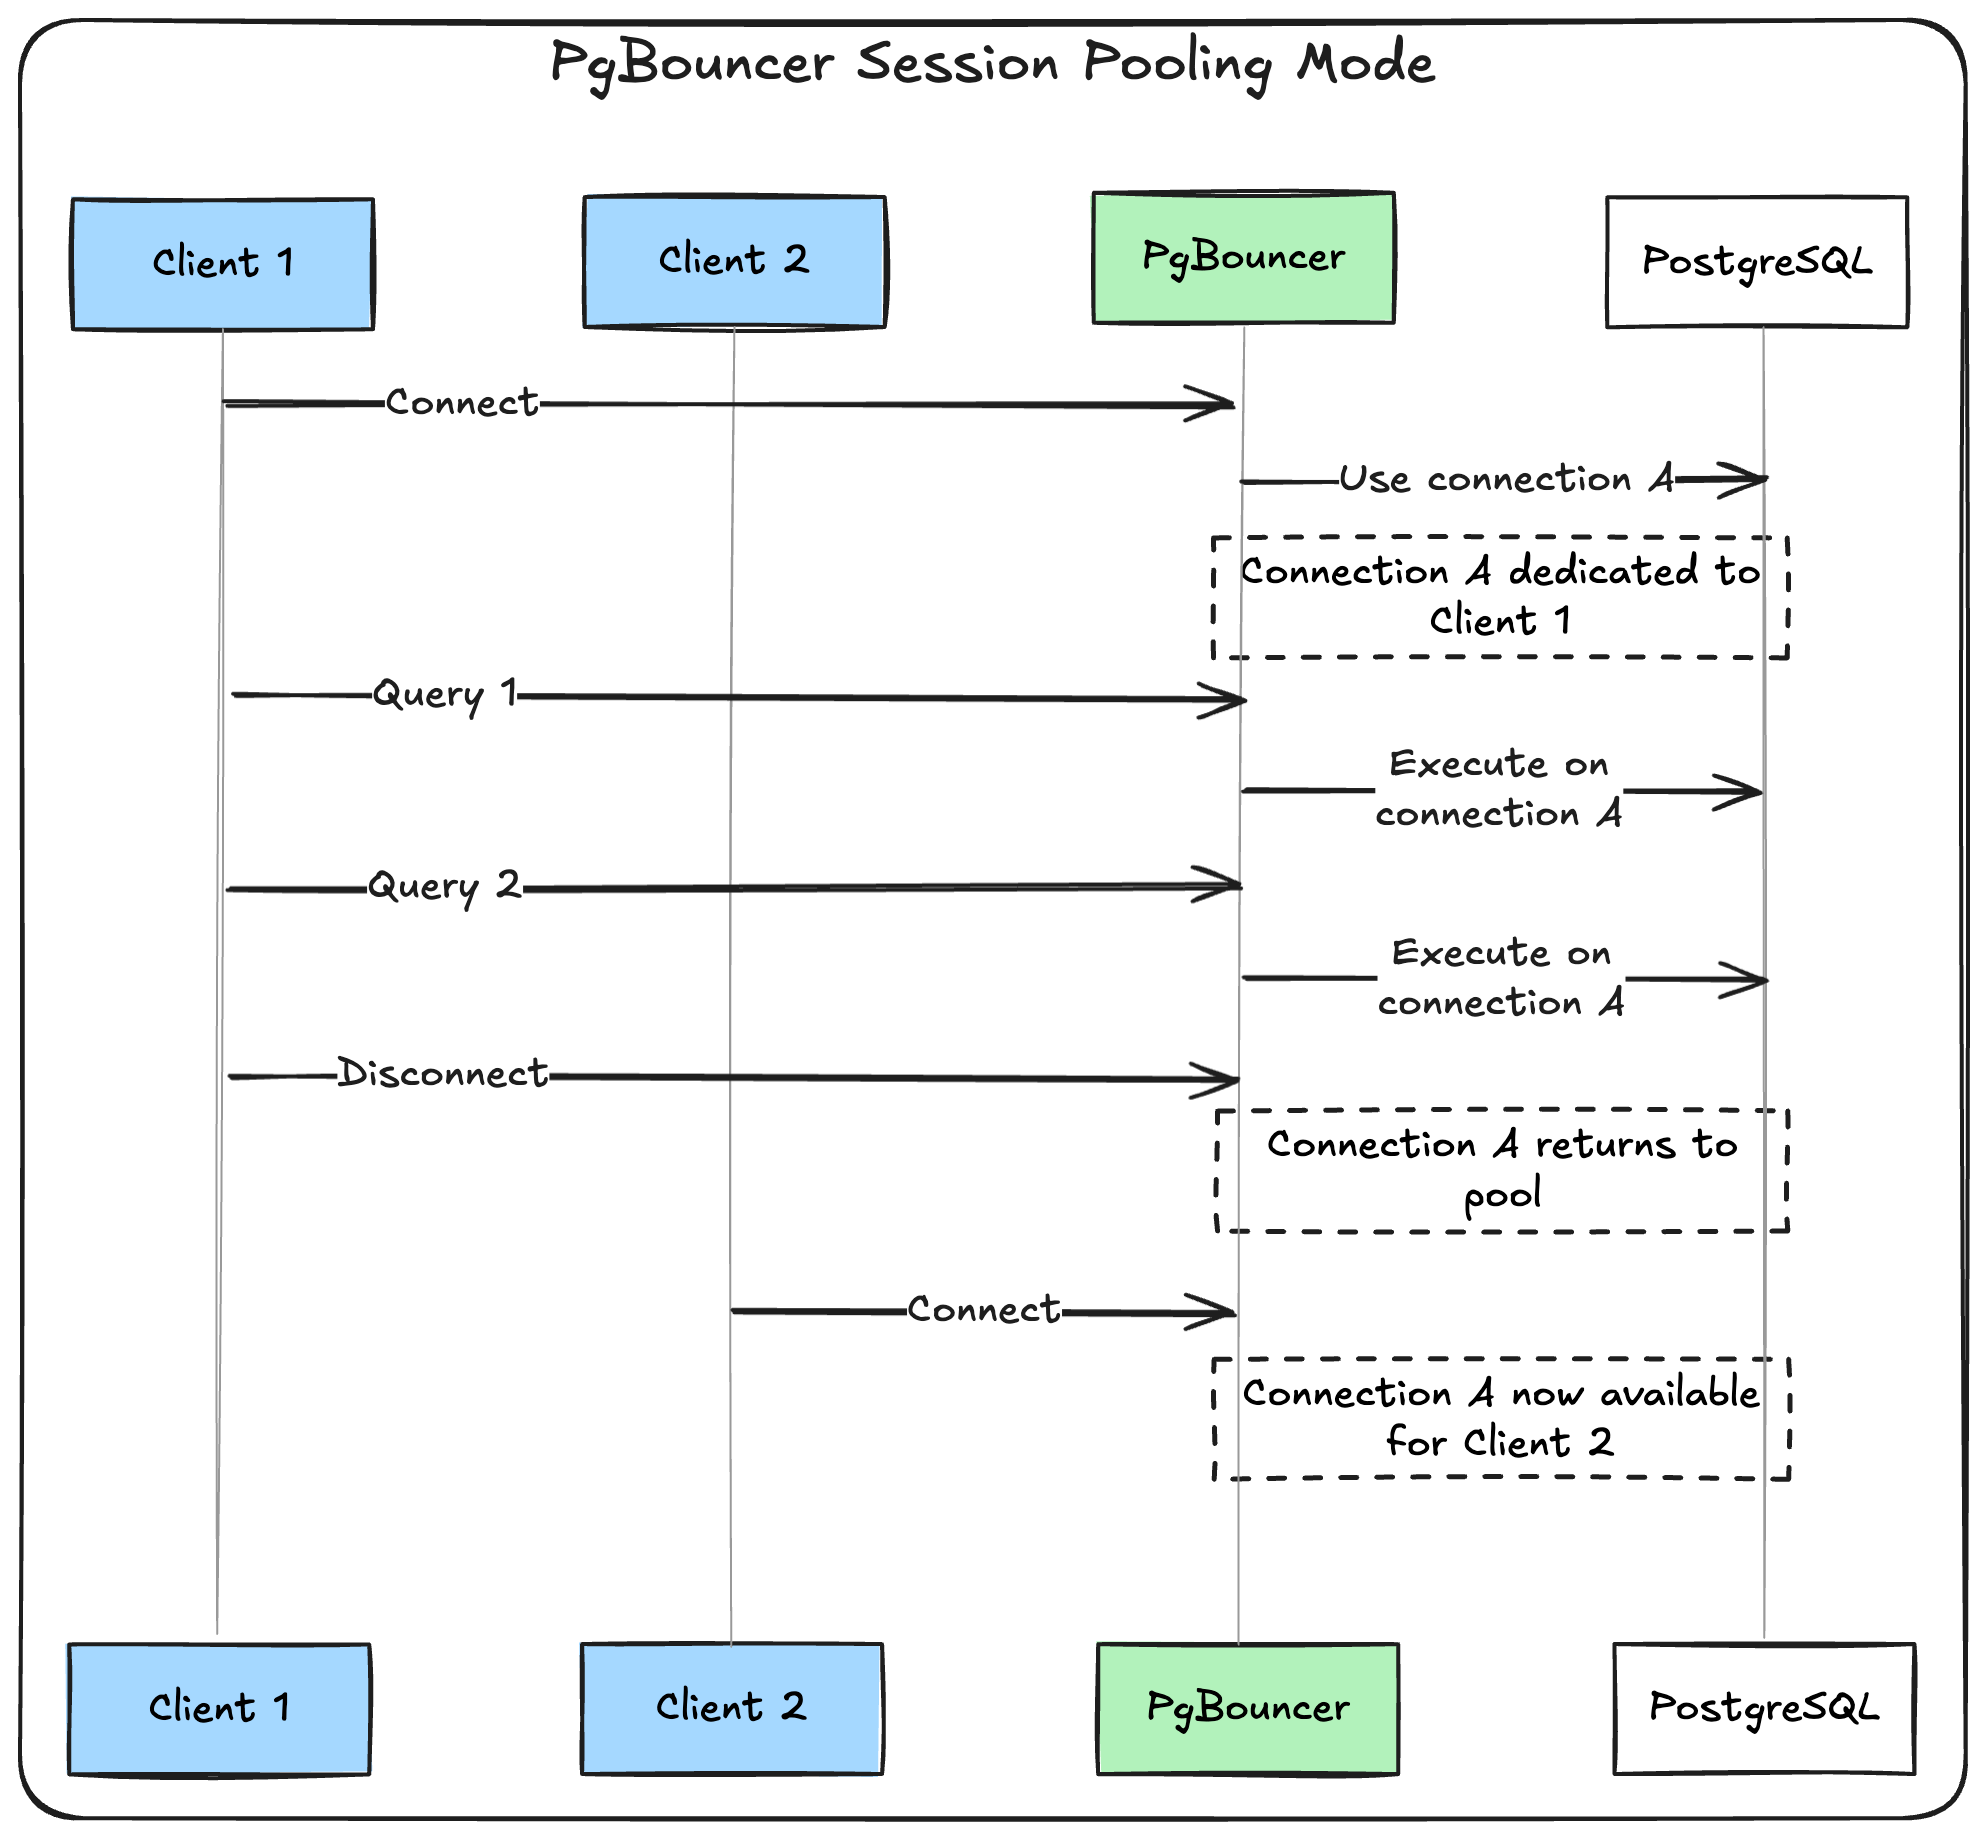 PgBouncer Session Pooling Mode
Client 1
Client 2
PgBouncer
PostgreSQL
Connect
Use connection A
Connection A dedicated to
Client 1
Query 1
Execute on
connection A
Query 2
Execute on
connection A
Disconnect
Connection A returns to
pool
Connect
Connection A now available
for Client 2
Client 1
Client 2
PgBouncer
PostgreSQL